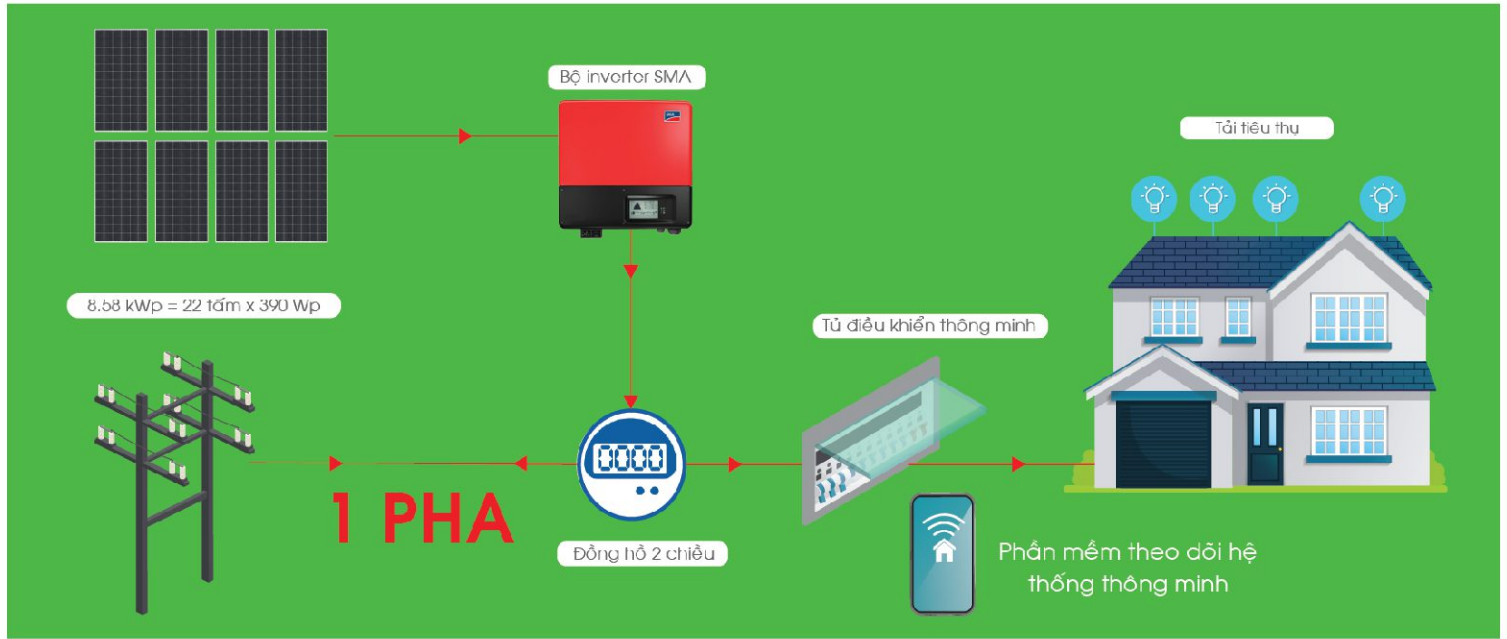 Bộ inverter SMA
Tải tiêu thụ
8.58 kWp = 22 tấm x 390 Wp
Tủ điều khiển thông minh
0000
1 PHA
Đồng hồ 2 chiều
Phần mềm theo dõi hệ
thống thông minh